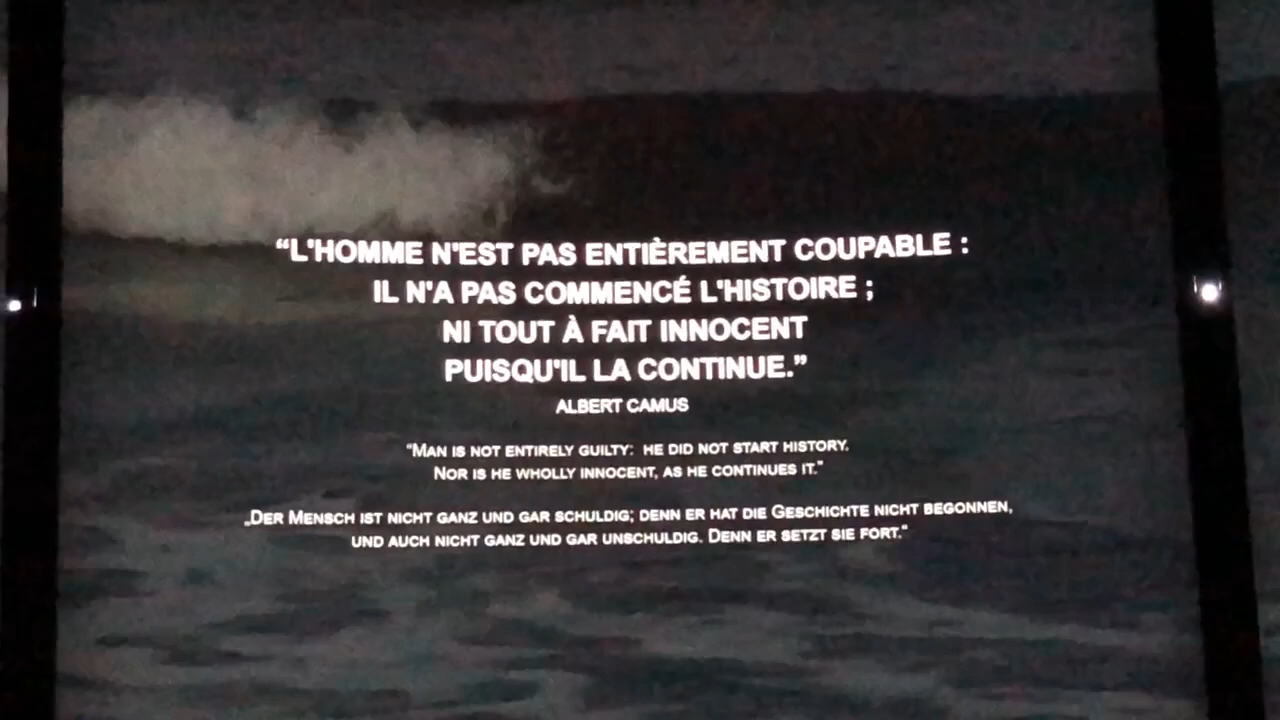 “L'HOMME N'EST PAS ENTIÈREMENT COUPABLE :
IL N'A PAS COMMENCÉ L'HISTOIRE ;
NI TOUT À FAIT INNOCENT
PUISQU'IL LA CONTINUE.”
ALBERT CAMUS
“MAN IS NOT ENTIRELY GUILTY: HE DID NOT START HISTORY.
NOR IS HE WHOLLY INNOCENT, AS HE CONTINUES IT.”
„DER MENSCH IST NICHT GANZ UND GAR SCHULDIG; DENN ER HAT DIE GESCHICHTE NICHT BEGONNEN,
UND AUCH NICHT GANZ UND GAR UNSCHULDIG. DENN ER SETZT SIE FORT.“